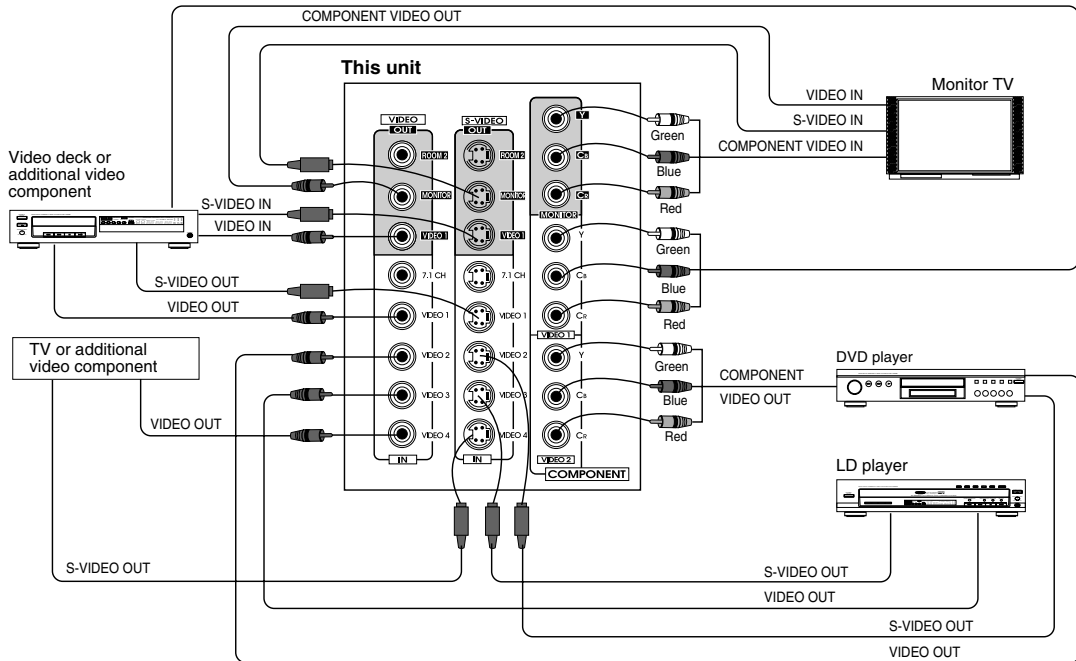 COMPONENT VIDEO OUT
This unit
Monitor TV
VIDEO IN
S-VIDEO IN
COMPONENT VIDEO IN
Video deck or
additional video
component
S-VIDEO IN
VIDEO IN
S-VIDEO OUT
VIDEO OUT
TV or additional
video component
VIDEO OUT
S-VIDEO OUT
VIDEO
OUT
ROOM 2
MONITOR
VIDEO 1
7.1 CH
VIDEO 1
VIDEO 2
VIDEO 3
VIDEO 4
IN
S-VIDEO
OUT
ROOM 2
MONITOR
VIDEO 1
7.1 CH
VIDEO 1
VIDEO 2
VIDEO 3
VIDEO 4
IN
Y
CB
CR
MONITOR
Y
CB
CR
VIDEO 1
Y
CB
CR
VIDEO 2
COMPONENT
Green
Blue
Red
Green
Blue
Red
Green
Blue
Red
COMPONENT
VIDEO OUT
DVD player
LD player
S-VIDEO OUT
VIDEO OUT
S-VIDEO OUT
VIDEO OUT